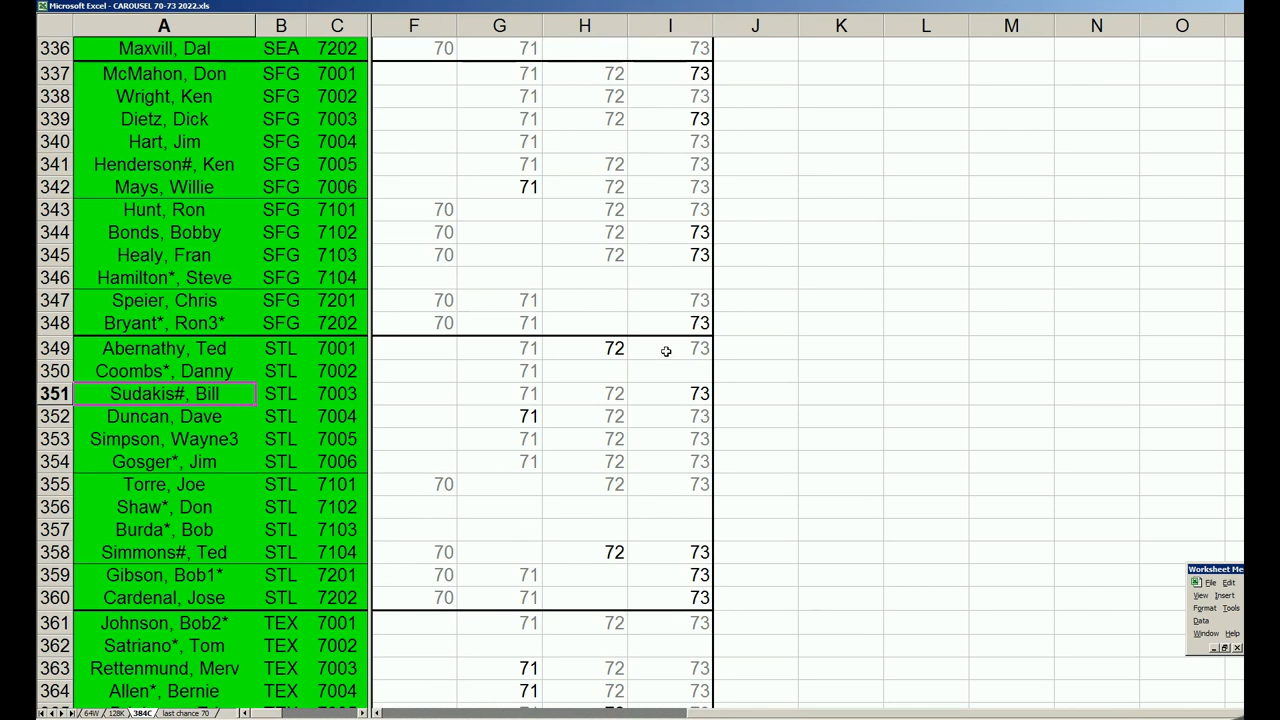 Microsoft Excel - CAROUSEL 70-73 2022.xls
A B C F G H I J K L M N O
336 Maxvill, Dal SEA 7202 70 71 73
337 McMahon, Don SFG 7001 71 72 73
338 Wright, Ken SFG 7002 71 72 73
339 Dietz, Dick SFG 7003 71 72 73
340 Hart, Jim SFG 7004 71 73
341 Henderson#, Ken SFG 7005 71 72 73
342 Mays, Willie SFG 7006 71 72 73
343 Hunt, Ron SFG 7101 70 72 73
344 Bonds, Bobby SFG 7102 70 72 73
345 Healy, Fran SFG 7103 70 72 73
346 Hamilton*, Steve SFG 7104
347 Speier, Chris SFG 7201 70 71 73
348 Bryant*, Ron3* SFG 7202 70 71 73
349 Abernathy, Ted STL 7001 71 72 73
350 Coombs*, Danny STL 7002 71
351 Sudakis#, Bill STL 7003 71 72 73
352 Duncan, Dave STL 7004 71 72 73
353 Simpson, Wayne3 STL 7005 71 72 73
354 Gosger*, Jim STL 7006 71 72 73
355 Torre, Joe STL 7101 70 72 73
356 Shaw*, Don STL 7102
357 Burda*, Bob STL 7103
358 Simmons#, Ted STL 7104 70 72 73
359 Gibson, Bob1* STL 7201 70 71 73
360 Cardenal, Jose STL 7202 70 71 73
361 Johnson, Bob2* TEX 7001 71 72 73
362 Satriano*, Tom TEX 7002
363 Rettenmund, Merv TEX 7003 71 72 73
364 Allen*, Bernie TEX 7004 71 72 73
Worksheet Me
File Edit
View Insert
Format Tools
Data
Window Help
64W 128K 384C last chance 70